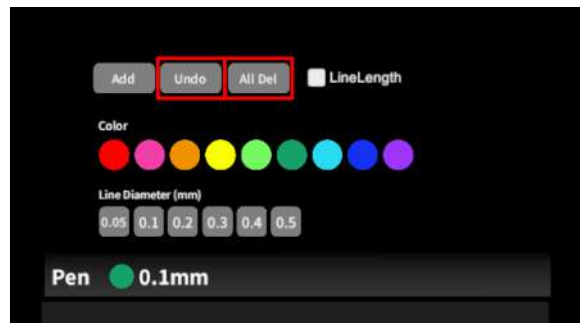 Add Undo All Del LineLength
Color
Line Diameter (mm)
0.05 0.1 0.2 0.3 0.4 0.5
Pen 0.1mm